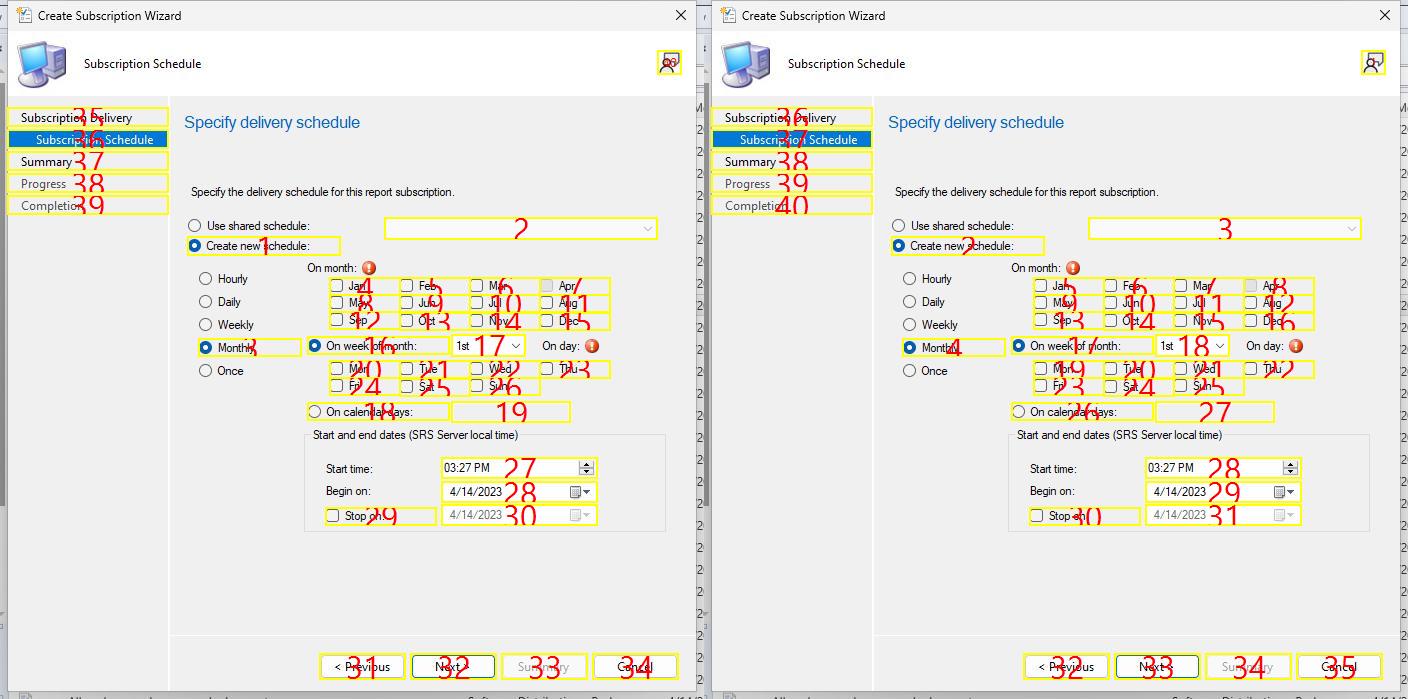 Create Subscription Wizard
Subscription Schedule
35 Subscription Delivery
36 Subscription Schedule
37 Summary
38 Progress
39 Completion
Specify delivery schedule
Specify the delivery schedule for this report subscription.
Use shared schedule: 2
1 Create new schedule:
Hourly
Daily
Weekly
3 Monthly
Once
On month:
4 Jan 5 Feb 6 Mar 7 Apr
8 May 9 Jun 10 Jul 11 Aug
12 Sep 13 Oct 14 Nov 15 Dec
16 On week of month: 17 1st On day:
20 Mon 21 Tue 22 Wed 23 Thu
24 Fri 25 Sat 26 Sun
18 On calendar days: 19
Start and end dates (SRS Server local time)
Start time: 03:27 PM 27
Begin on: 4/14/2023 28
29 Stop on: 4/14/2023 30
31 < Previous 32 Next > 33 Summary 34 Cancel
Create Subscription Wizard
Subscription Schedule
1
36 Subscription Delivery
37 Subscription Schedule
38 Summary
39 Progress
40 Completion
Specify delivery schedule
Specify the delivery schedule for this report subscription.
Use shared schedule: 3
2 Create new schedule:
Hourly
Daily
Weekly
4 Monthly
Once
On month:
5 Jan 6 Feb 7 Mar 8 Apr
9 May 10 Jun 11 Jul 12 Aug
13 Sep 14 Oct 15 Nov 16 Dec
17 On week of month: 18 1st On day:
19 Mon 20 Tue 21 Wed 22 Thu
23 Fri 24 Sat 25 Sun
26 On calendar days: 27
Start and end dates (SRS Server local time)
Start time: 03:27 PM 28
Begin on: 4/14/2023 29
30 Stop on: 4/14/2023 31
32 < Previous 33 Next > 34 Summary 35 Cancel